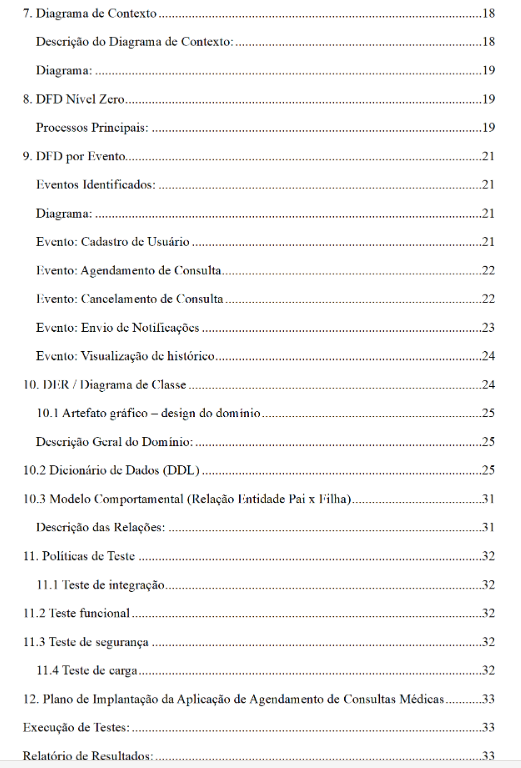 7. Diagrama de Contexto........18
Descrição do Diagrama de Contexto:........18
Diagrama:........19
8. DFD Nível Zero........19
Processos Principais:........19
9. DFD por Evento........21
Eventos Identificados:........21
Diagrama:........21
Evento: Cadastro de Usuário........21
Evento: Agendamento de Consulta........22
Evento: Cancelamento de Consulta........22
Evento: Envio de Notificações........23
Evento: Visualização de histórico........24
10. DER / Diagrama de Classe........24
10.1 Artefato gráfico – design do domínio........25
Descrição Geral do Domínio:........25
10.2 Dicionário de Dados (DDL)........25
10.3 Modelo Comportamental (Relação Entidade Pai x Filha)........31
Descrição das Relações:........31
11. Políticas de Teste........32
11.1 Teste de integração........32
11.2 Teste funcional........32
11.3 Teste de segurança........32
11.4 Teste de carga........32
12. Plano de Implantação da Aplicação de Agendamento de Consultas Médicas........33
Execução de Testes:........33
Relatório de Resultados:........33